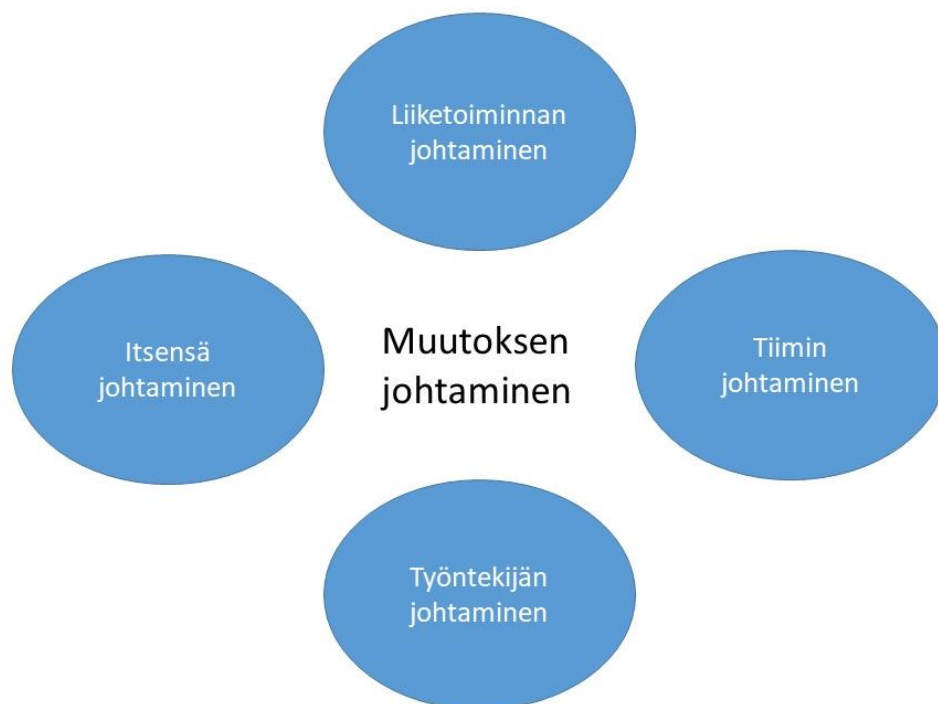 Liiketoiminnan
johtaminen
Itsensä
johtaminen
Muutoksen
johtaminen
Tiimin
johtaminen
Työntekijän
johtaminen